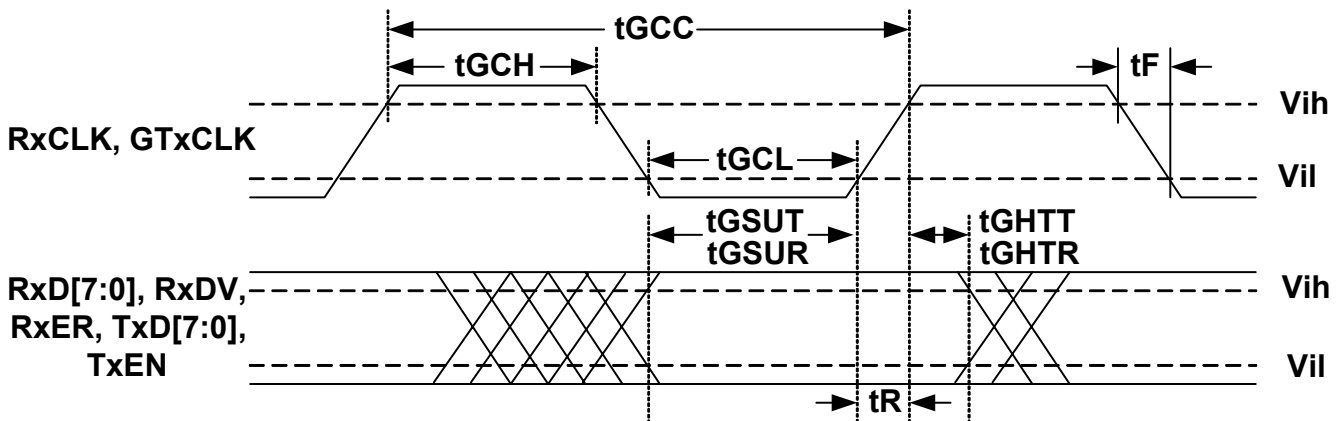 tGCC
tGCH
tF
Vih
RxCLK, GTxCLK
tGCL
Vil
tGSUT
tGSUR
tGHTT
tGHTR
RxD[7:0], RxDV,
RxER, TxD[7:0],
TxEN
Vih
Vil
tR